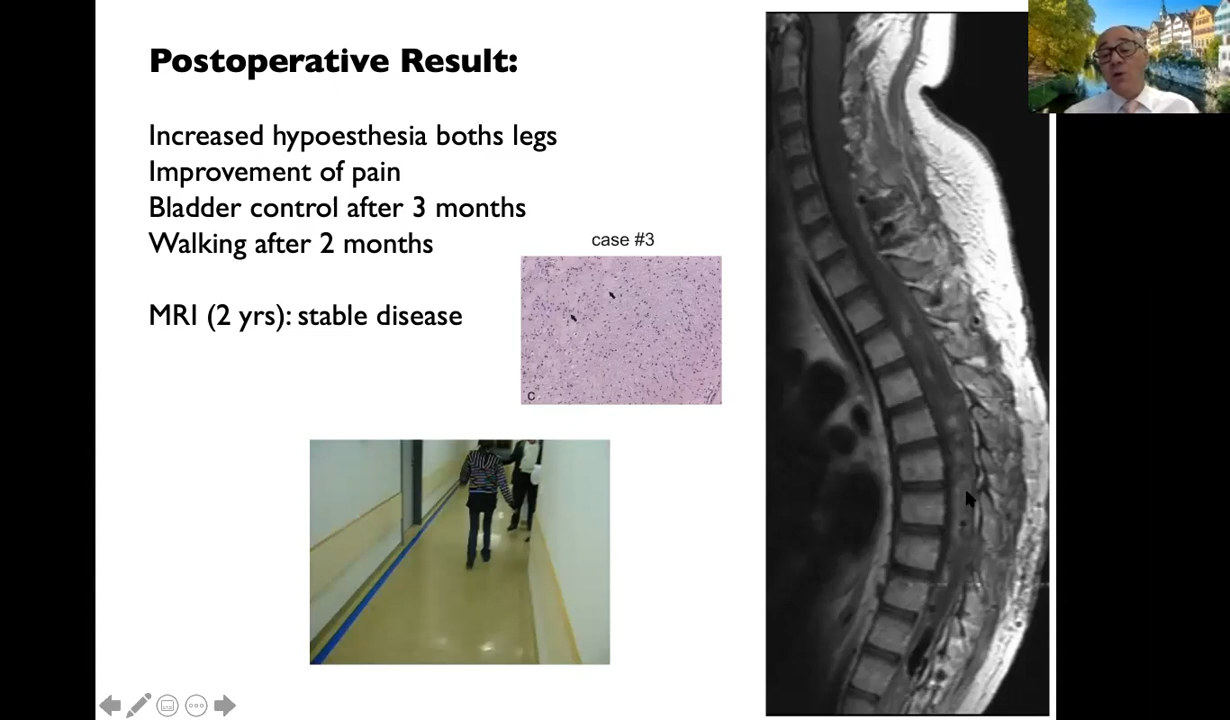 Postoperative Result:
Increased hypoesthesia boths legs
Improvement of pain
Bladder control after 3 months
Walking after 2 months
case #3
MRI (2 yrs): stable disease
c